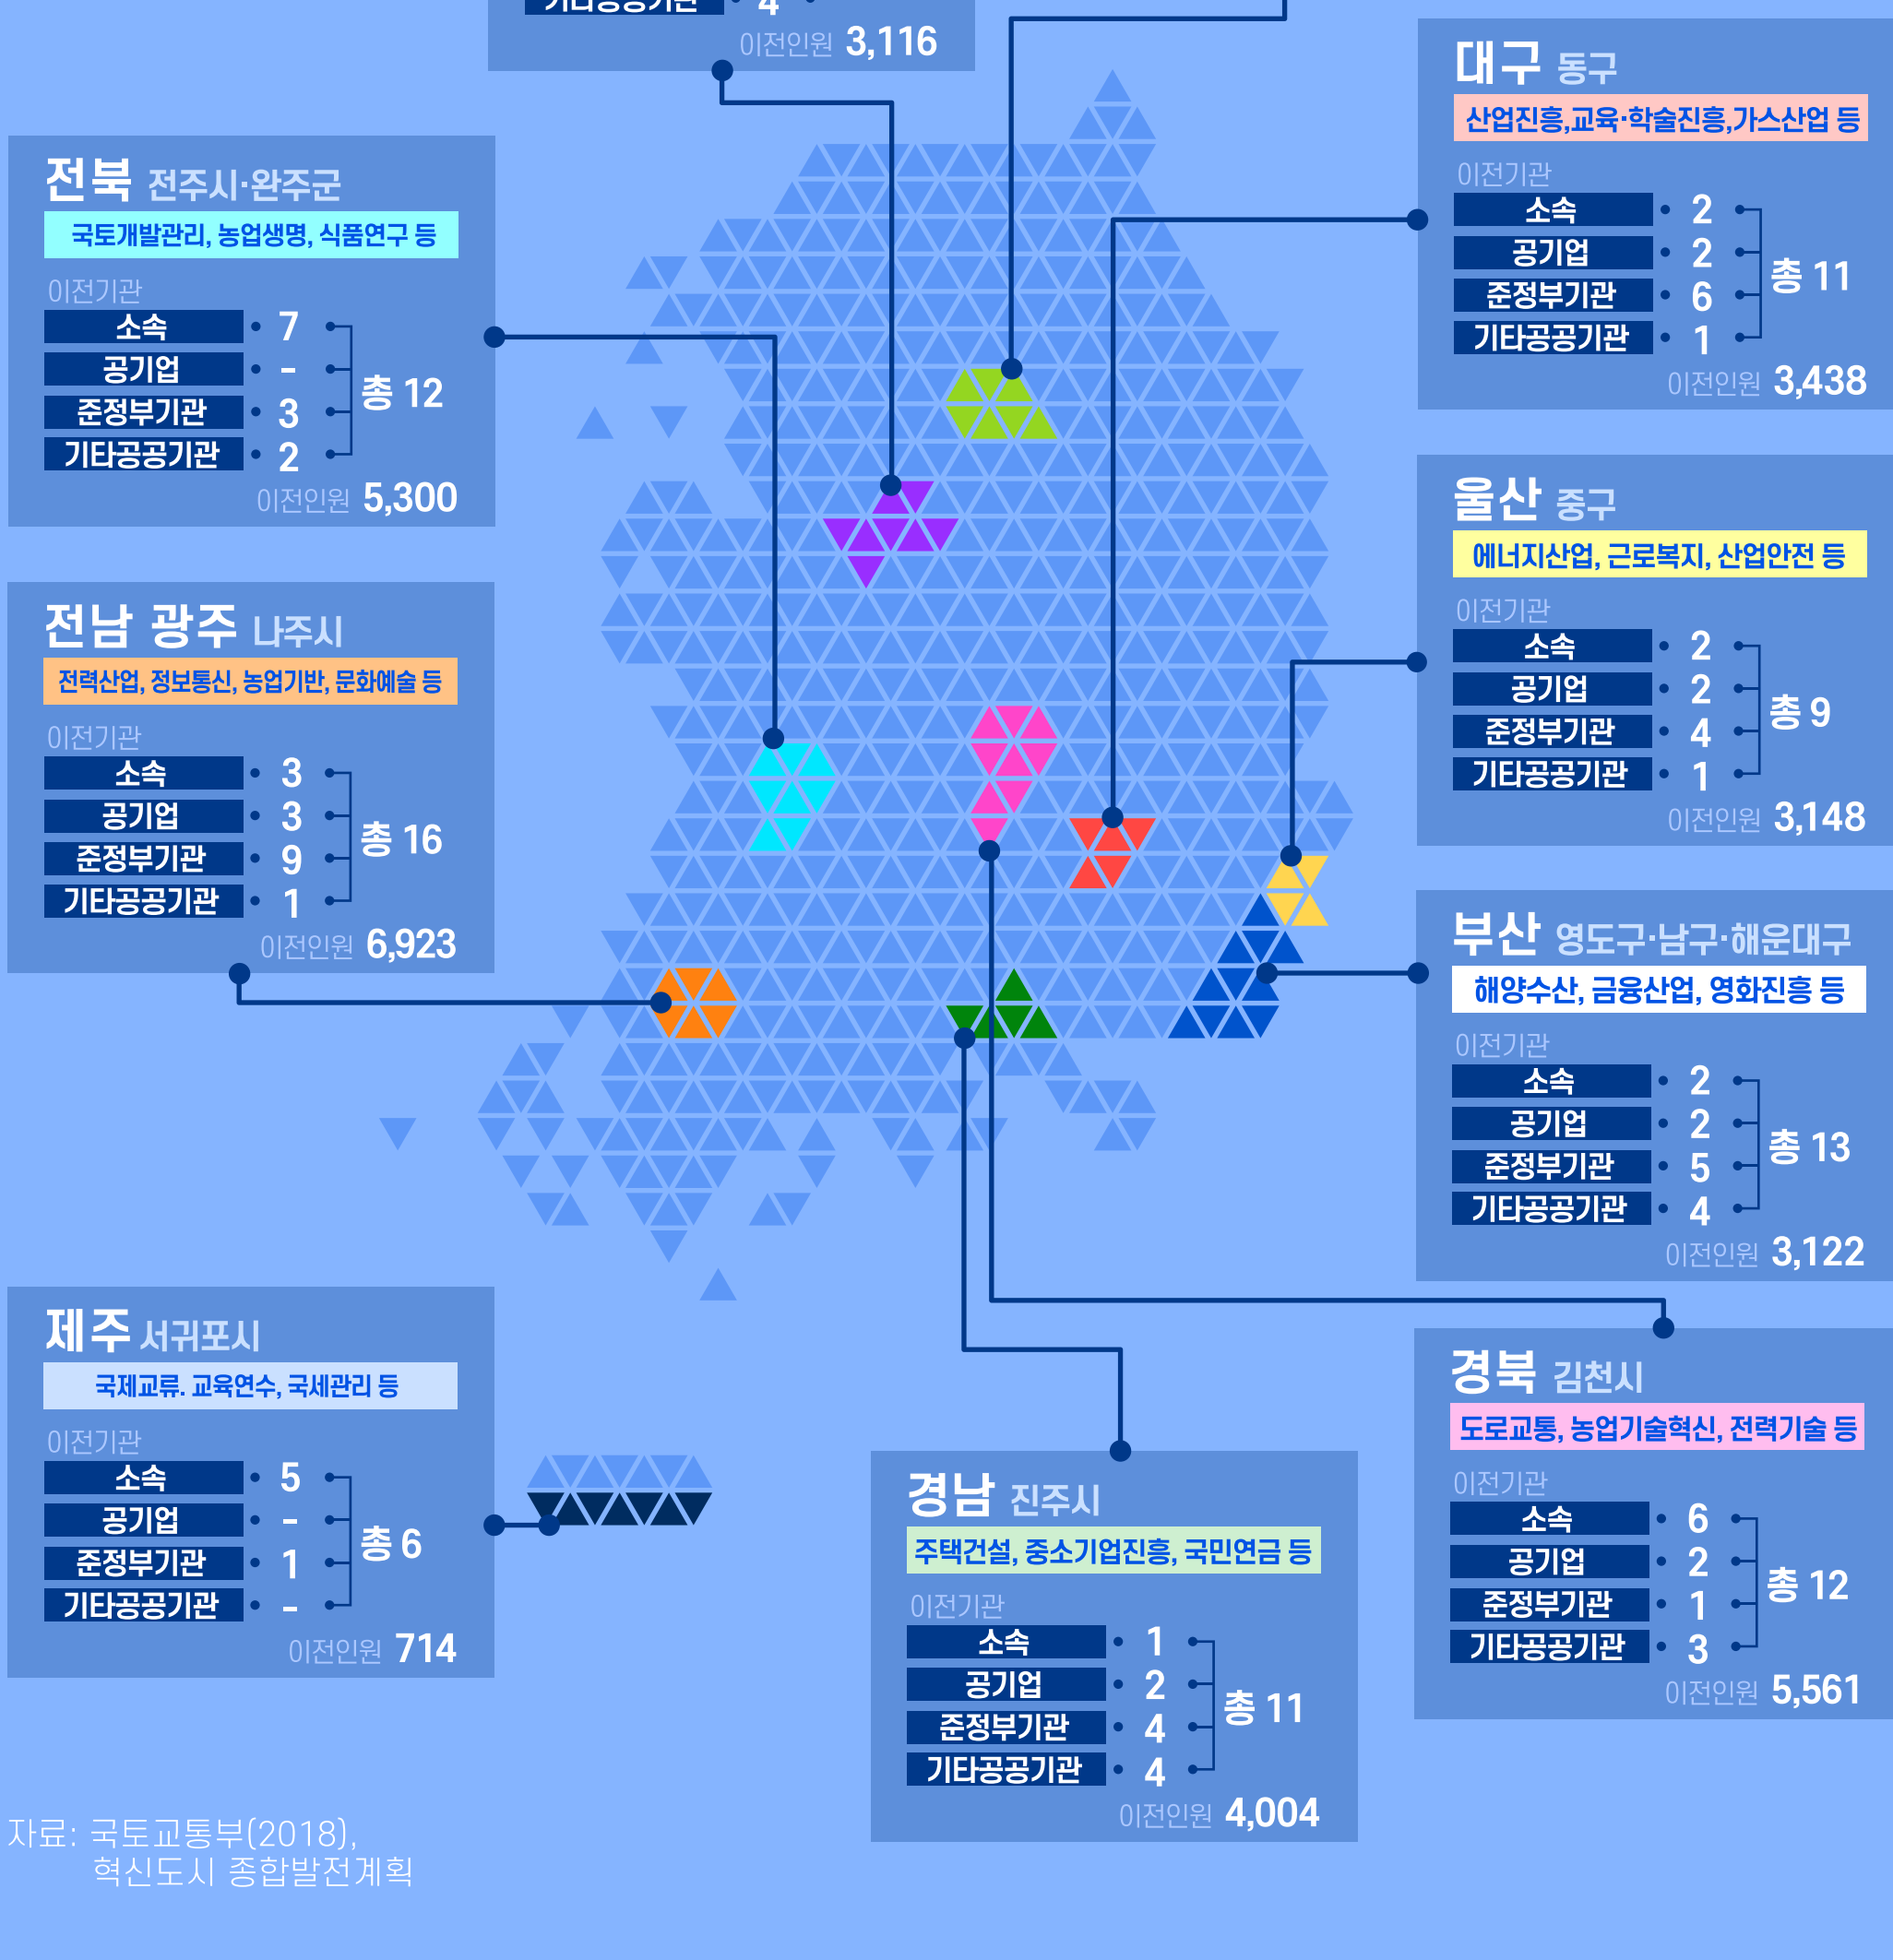 기타공공기관 4
이전인원 3,116
전북 전주시·완주군
국토개발관리, 농업생명, 식품연구 등
이전기관
소속 7
공기업 -
준정부기관 3
기타공공기관 2
총 12
이전인원 5,300
전남 광주 나주시
전력산업, 정보통신, 농업기반, 문화예술 등
이전기관
소속 3
공기업 3
준정부기관 9
기타공공기관 1
총 16
이전인원 6,923
제주 서귀포시
국제교류. 교육연수, 국세관리 등
이전기관
소속 5
공기업 -
준정부기관 1
기타공공기관 -
총 6
이전인원 714
대구 동구
산업진흥,교육·학술진흥,가스산업 등
이전기관
소속 2
공기업 2
준정부기관 6
기타공공기관 1
총 11
이전인원 3,438
울산 중구
에너지산업, 근로복지, 산업안전 등
이전기관
소속 2
공기업 2
준정부기관 4
기타공공기관 1
총 9
이전인원 3,148
부산 영도구·남구·해운대구
해양수산, 금융산업, 영화진흥 등
이전기관
소속 2
공기업 2
준정부기관 5
기타공공기관 4
총 13
이전인원 3,122
경북 김천시
도로교통, 농업기술혁신, 전력기술 등
이전기관
소속 6
공기업 2
준정부기관 1
기타공공기관 3
총 12
이전인원 5,561
경남 진주시
주택건설, 중소기업진흥, 국민연금 등
이전기관
소속 1
공기업 2
준정부기관 4
기타공공기관 4
총 11
이전인원 4,004
자료: 국토교통부(2018),
혁신도시 종합발전계획